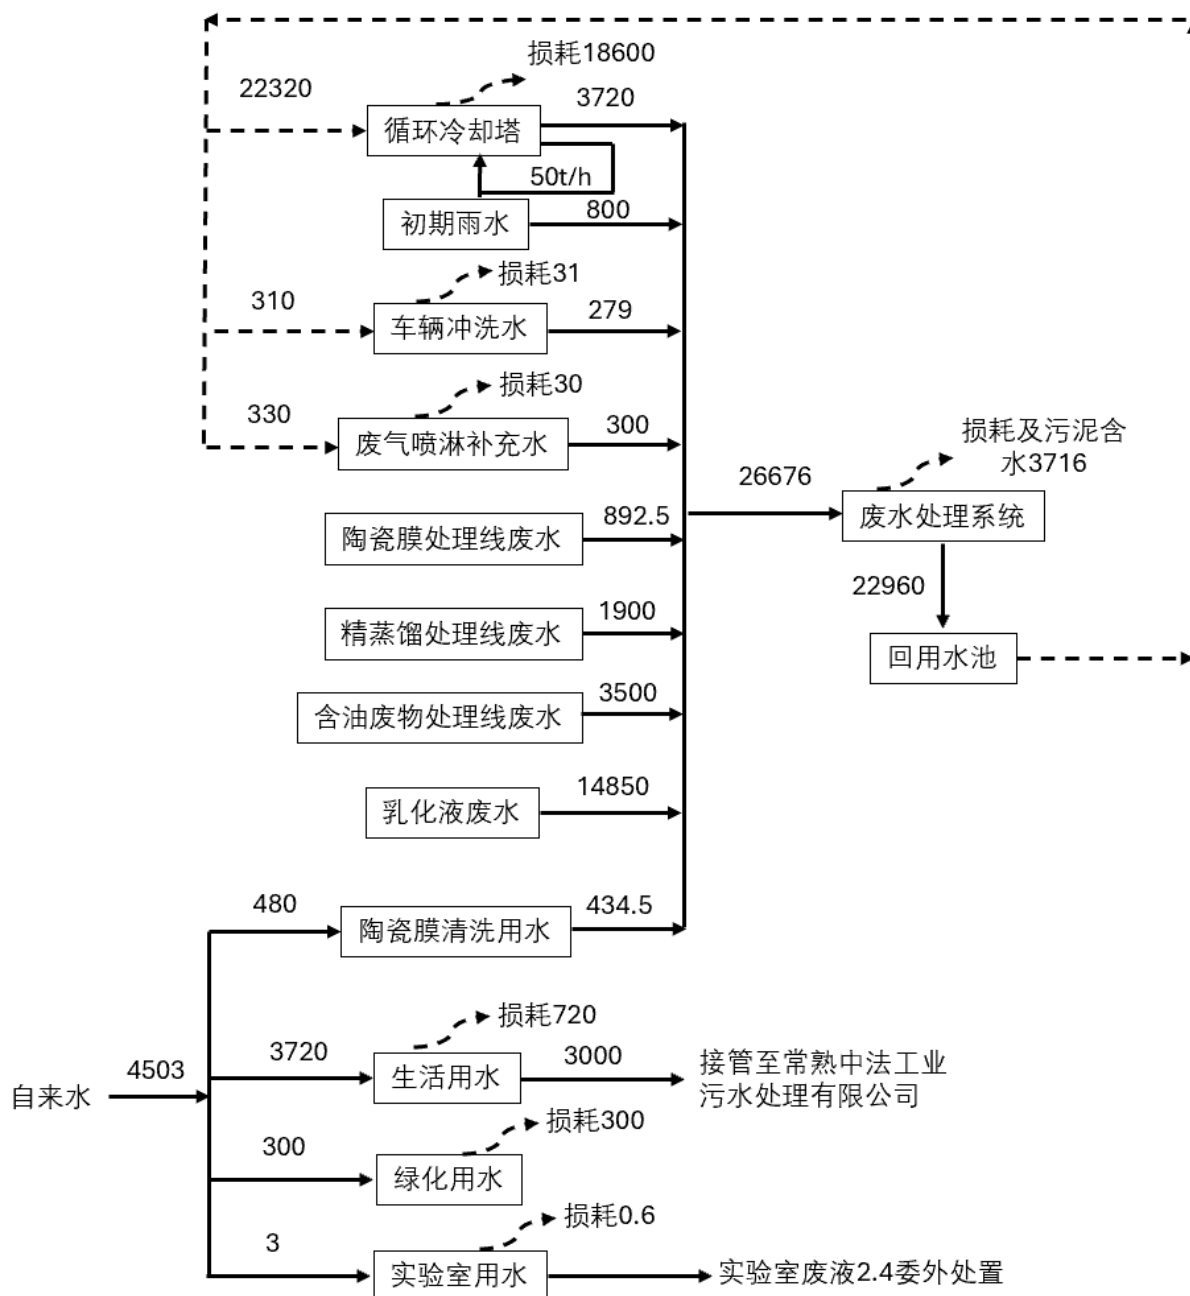 损耗18600
22320
3720
循环冷却塔
50t/h
初期雨水
800
损耗31
310
车辆冲洗水
279
损耗30
330
废气喷淋补充水
300
损耗及污泥含
水3716
26676
废水处理系统
陶瓷膜处理线废水
892.5
22960
精蒸馏处理线废水
1900
回用水池
含油废物处理线废水
3500
乳化液废水
14850
480
陶瓷膜清洗用水
434.5
损耗720
3720
生活用水
3000
接管至常熟中法工业
污水处理有限公司
自来水
4503
损耗300
300
绿化用水
损耗0.6
3
实验室用水
实验室废液2.4委外处置